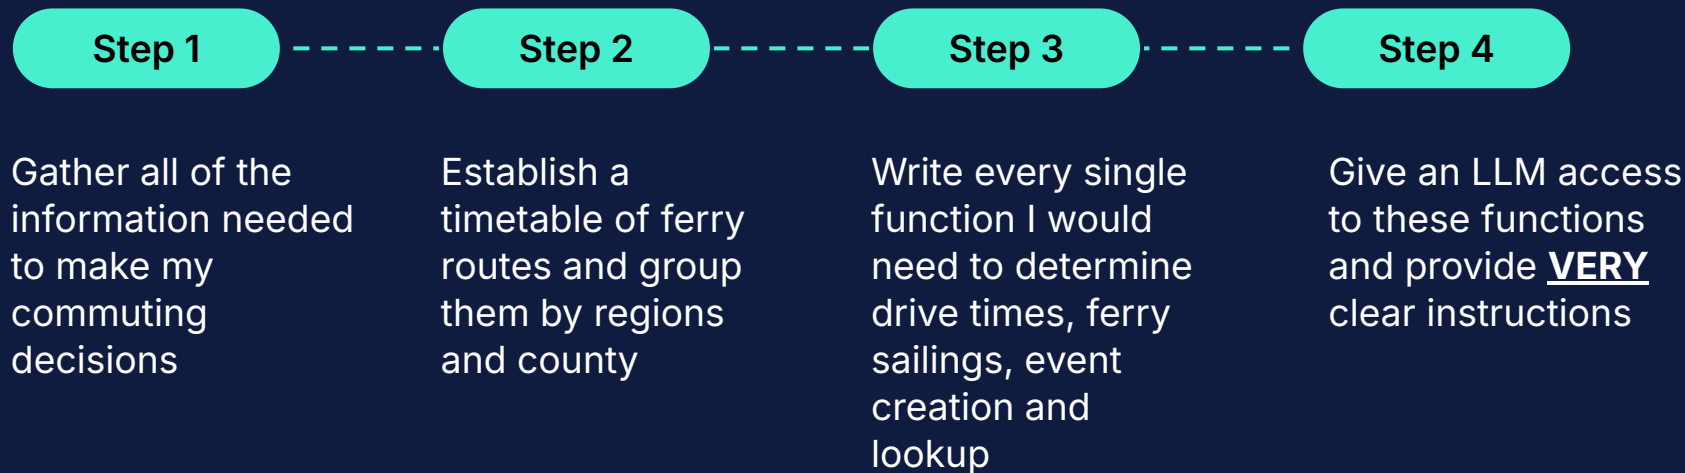 Step 1
Step 2
Step 3
Step 4
Gather all of the
information needed
to make my
commuting
decisions
Establish a
timetable of ferry
routes and group
them by regions
and county
Write every single
function I would
need to determine
drive times, ferry
sailings, event
creation and
lookup
Give an LLM access
to these functions
and provide VERY
clear instructions